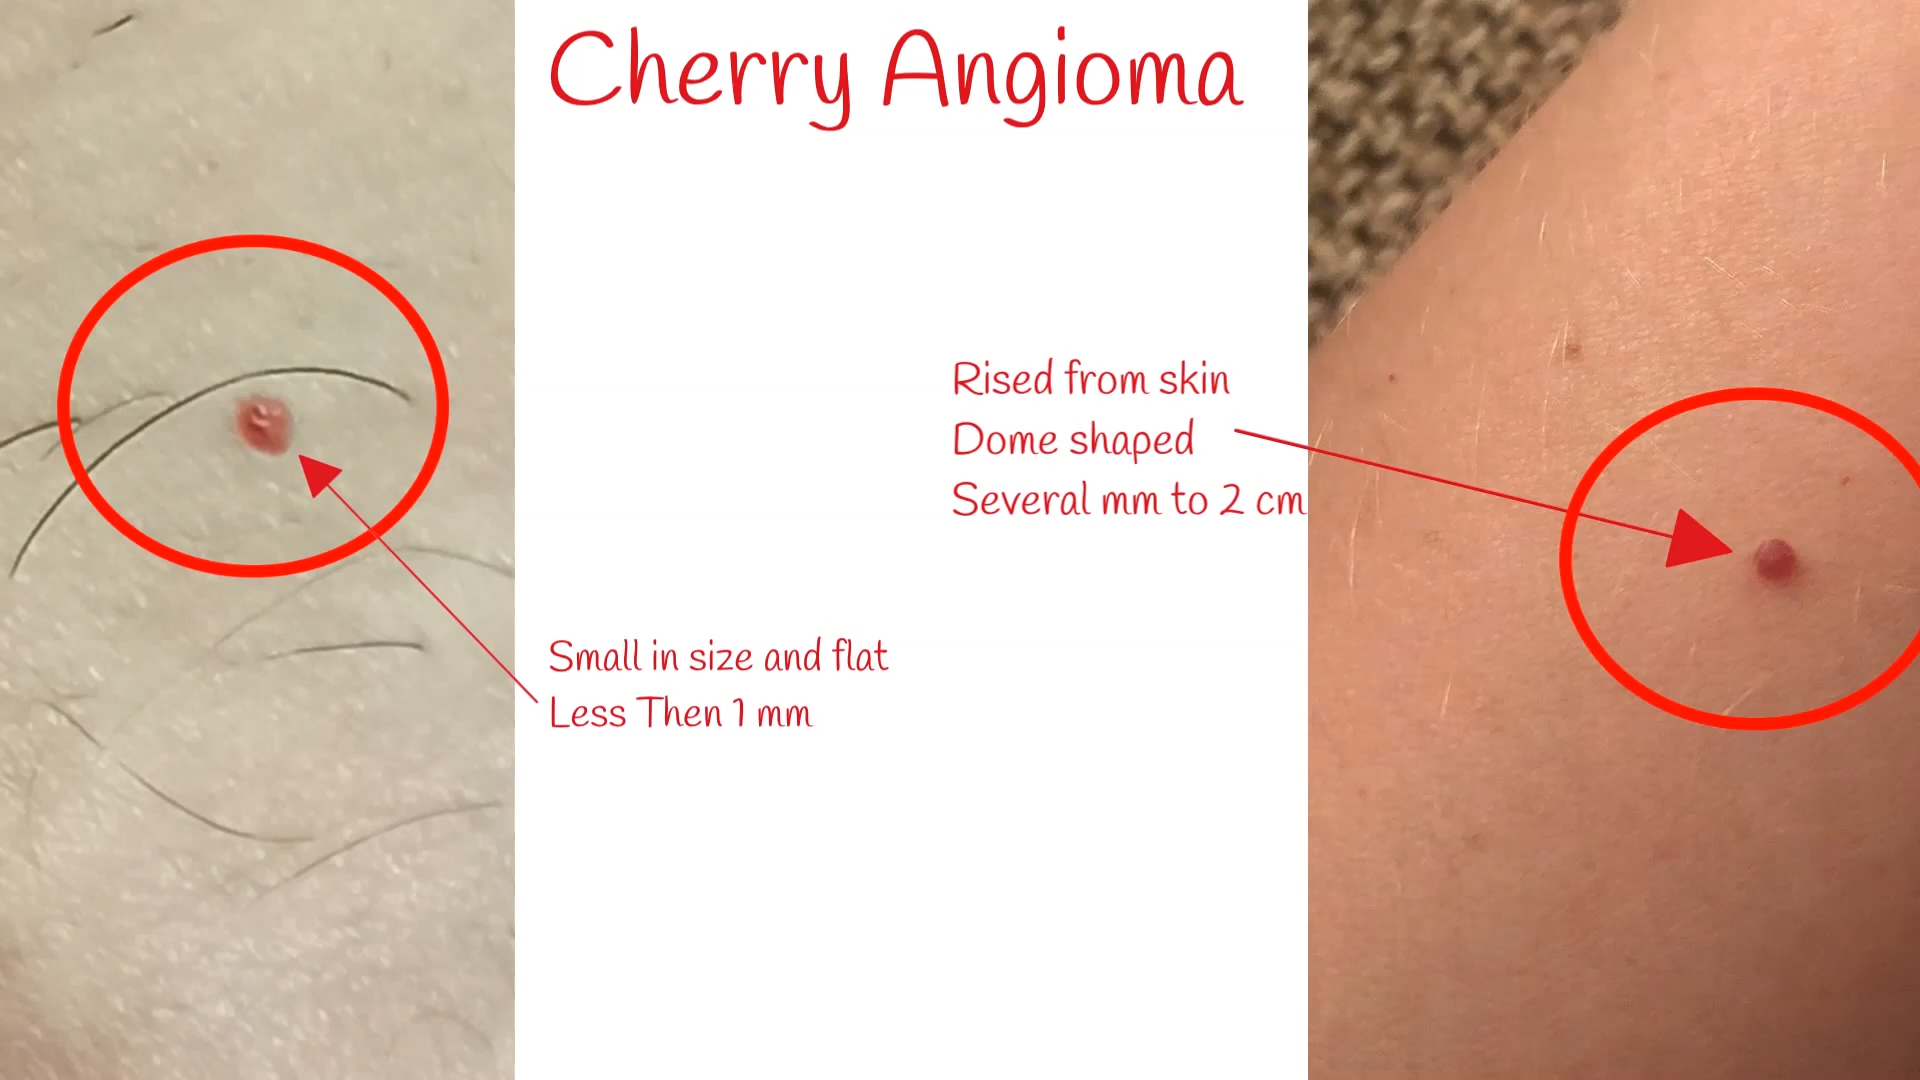 Cherry Angioma
Rised from skin
Dome shaped
Several mm to 2 cm
Small in size and flat
Less Then 1 mm